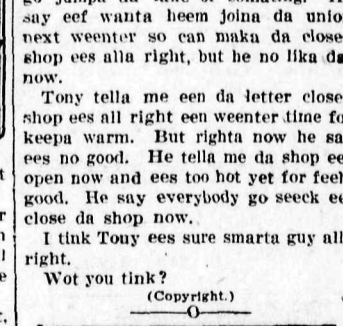 say eef wanta heem joina da unio
next weenter so can maka da close
shop ees alla right, but he no lika da
now.
Tony tella me een da letter close
shop ees all right een weenter time fo
keepa warm. But righta now he sa
ees no good. He tella me da shop ee
open now and ees too hot yet for feel
good. He say everybody go seeck ee
close da shop now.
I tink Tony ees sure smarta guy all
right.
Wot you tink?
(Copyright.)
O